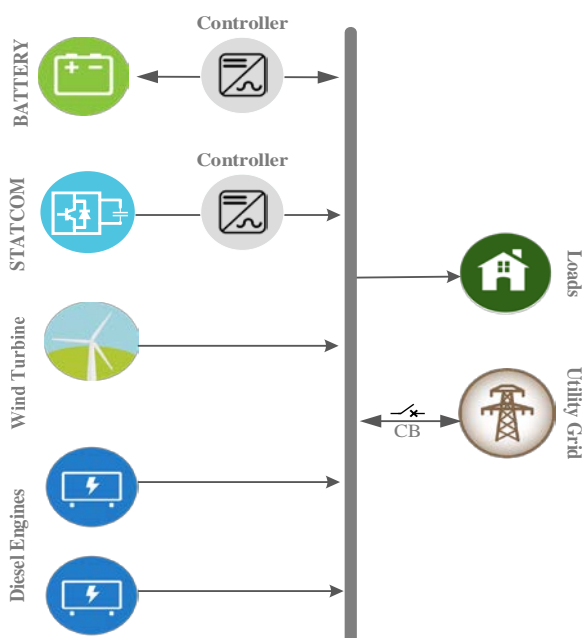 Controller
BATTERY
Controller
STATCOM
Loads
Wind Turbine
Utility Grid
CB
Diesel Engines